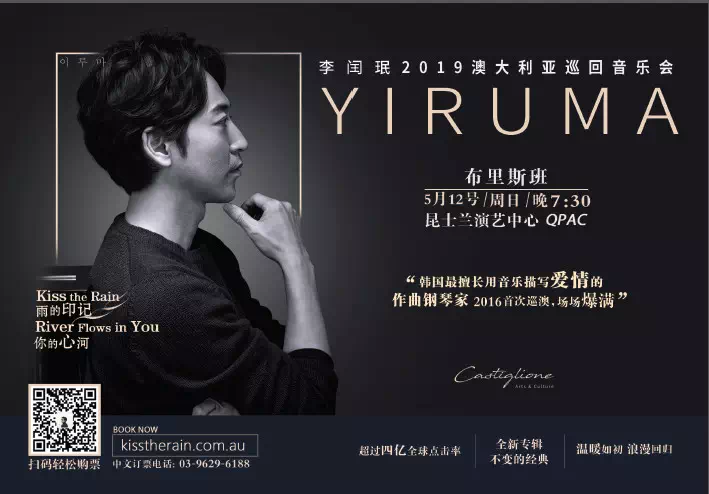 이루마
李闰珉2019澳大利亚巡回音乐会
YIRUMA
布里斯班
5月12号/周日/晚7:30
昆士兰演艺中心 QPAC
“韩国最擅长用音乐描写爱情的
作曲钢琴家 2016首次巡澳，场场爆满”
Kiss the Rain
雨的印记
River Flows in You
你的心河
Castiglione
Arts & Culture
扫码轻松购票
BOOK NOW
kisstherain.com.au
中文订票电话: 03-9629-6188
超过四亿全球点击率
全新专辑
不变的经典
温暖如初 浪漫回归